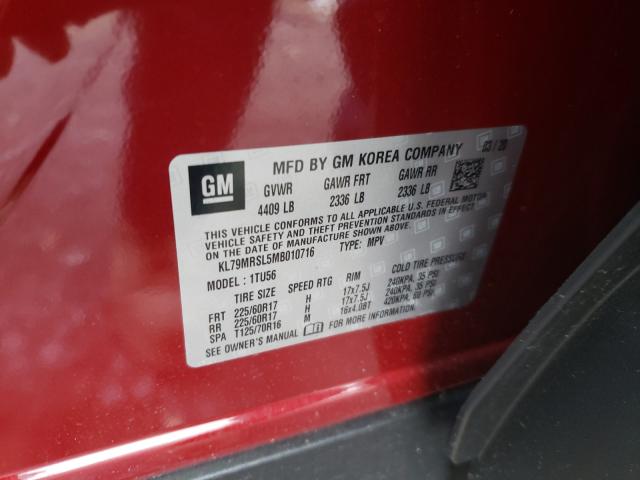 GM
MFD BY GM KOREA COMPANY 03/20
GVWR GAWR FRT GAWR RR
4409 LB 2336 LB 2336 LB
THIS VEHICLE CONFORMS TO ALL APPLICABLE U.S. FEDERAL MOTOR
VEHICLE SAFETY AND THEFT PREVENTION STANDARDS IN EFFECT
ON THE DATE OF MANUFACTURE SHOWN ABOVE.
KL79MRSL5MB010716 TYPE: MPV
MODEL: 1TU56
TIRE SIZE SPEED RTG RIM COLD TIRE PRESSURE
FRT 225/60R17 H 17x7.5J 240KPA, 35 PSI
RR 225/60R17 H 17x7.5J 240KPA, 35 PSI
SPA T125/70R16 M 16x4.0BT 420KPA, 60 PSI
SEE OWNER'S MANUAL FOR MORE INFORMATION.